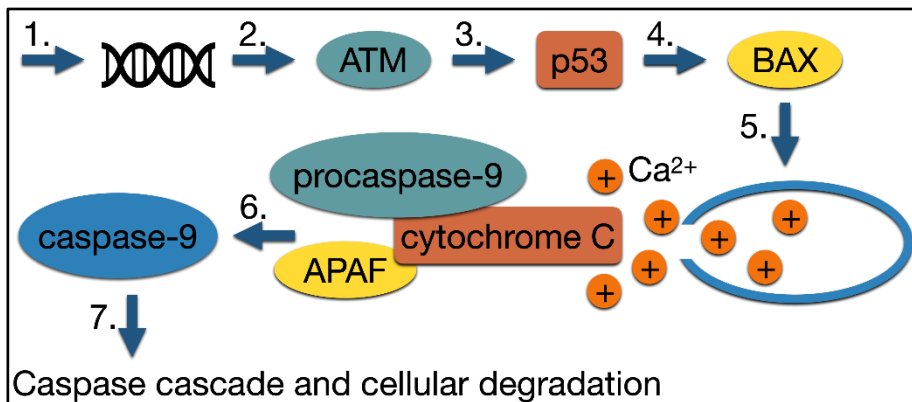 1.
2.
ATM
3.
p53
4.
BAX
5.
Ca²⁺
procaspase-9
cytochrome C
APAF
6.
caspase-9
7.
+
+
+
+
+
+
+
Caspase cascade and cellular degradation